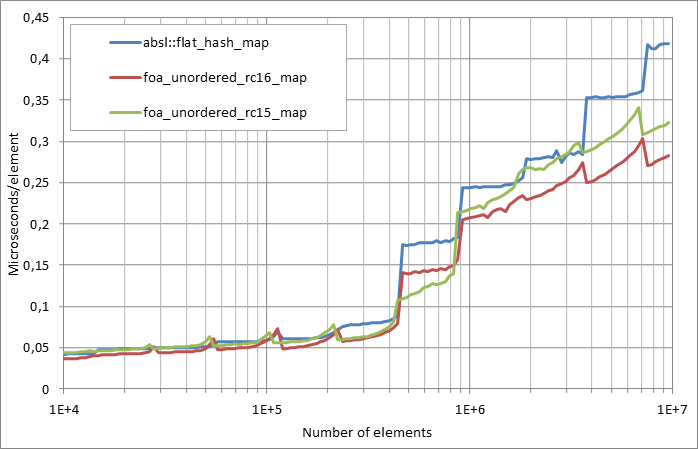 0,45
0,4
0,35
0,3
0,25
0,2
0,15
0,1
0,05
0
Microseconds/element
absl::flat_hash_map
foa_unordered_rc16_map
foa_unordered_rc15_map
1E+4
1E+5
1E+6
1E+7
Number of elements